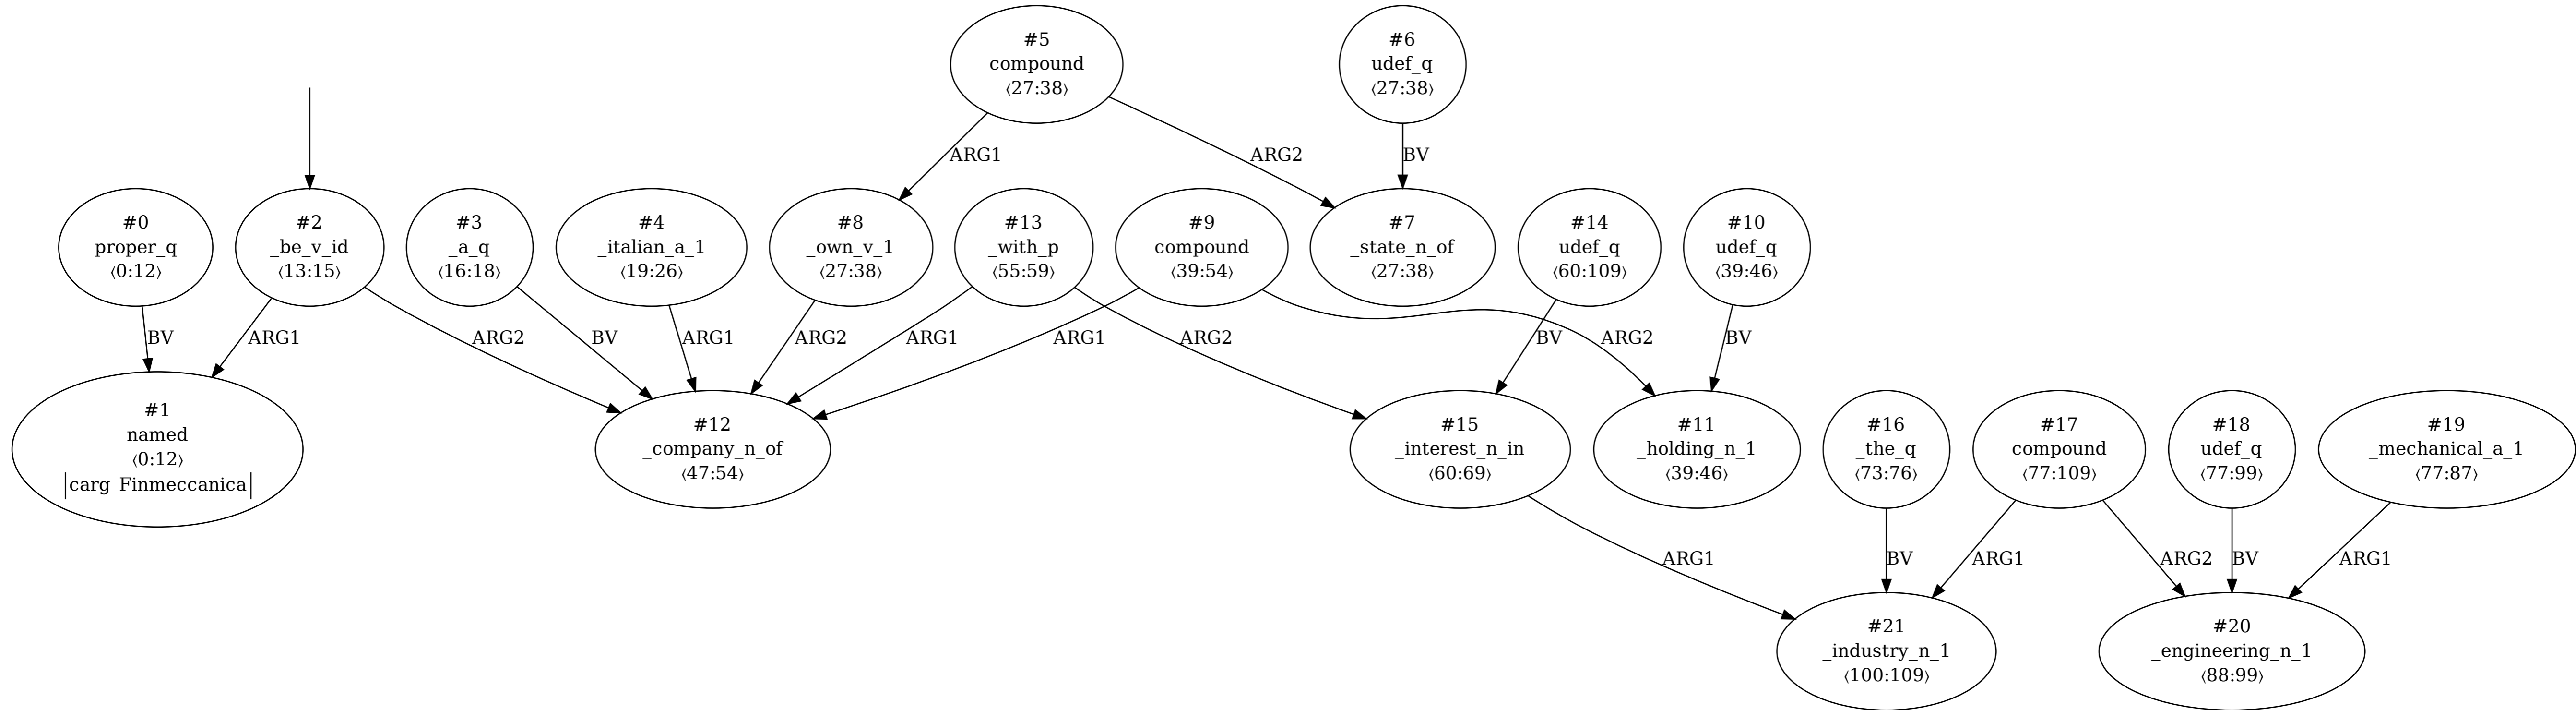 #5
compound
⟨27:38⟩
#6
udef_q
⟨27:38⟩
ARG1
ARG2
BV
#0
proper_q
⟨0:12⟩
#2
_be_v_id
⟨13:15⟩
#3
_a_q
⟨16:18⟩
#4
_italian_a_1
⟨19:26⟩
#8
_own_v_1
⟨27:38⟩
#13
_with_p
⟨55:59⟩
#9
compound
⟨39:54⟩
#7
_state_n_of
⟨27:38⟩
#14
udef_q
⟨60:109⟩
#10
udef_q
⟨39:46⟩
BV
ARG1
ARG2
BV
ARG1
ARG2
ARG1
ARG1
ARG2
BV
ARG2
BV
#1
named
⟨0:12⟩
carg Finmeccanica
#12
_company_n_of
⟨47:54⟩
#15
_interest_n_in
⟨60:69⟩
#11
_holding_n_1
⟨39:46⟩
#16
_the_q
⟨73:76⟩
#17
compound
⟨77:109⟩
#18
udef_q
⟨77:99⟩
#19
_mechanical_a_1
⟨77:87⟩
ARG1
BV
ARG1
ARG2
BV
ARG1
#21
_industry_n_1
⟨100:109⟩
#20
_engineering_n_1
⟨88:99⟩